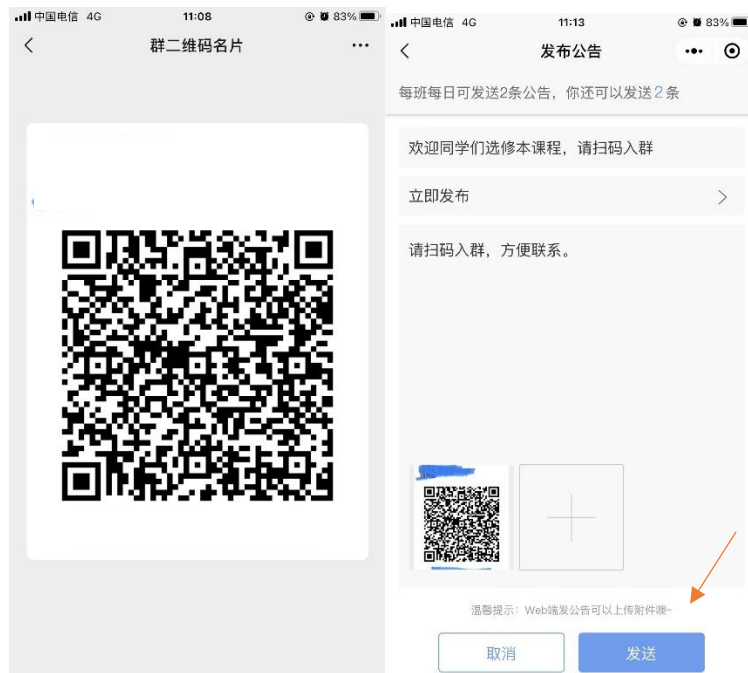 中国电信 4G 11:08 83%
群二维码名片
中国电信 4G 11:13 83%
发布公告
每班每日可发送2条公告，你还可以发送2条
欢迎同学们选修本课程，请扫码入群
立即发布
请扫码入群，方便联系。
温馨提示：Web端发公告可以上传附件噢~
取消
发送